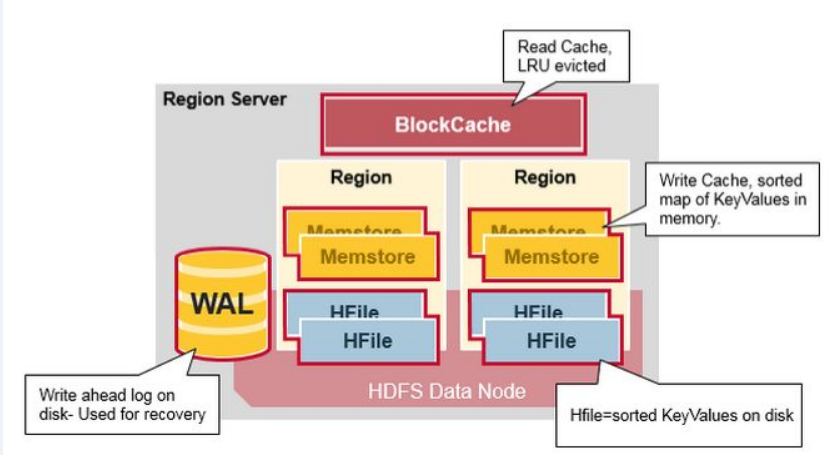 Read Cache,
LRU evicted
Region Server
BlockCache
Region
Region
Write Cache, sorted
map of KeyValues in
memory.
Memstore
Memstore
Memstore
Memstore
WAL
HFile
HFile
HFile
HFile
Write ahead log on
disk- Used for recovery
HDFS Data Node
Hfile=sorted KeyValues on disk